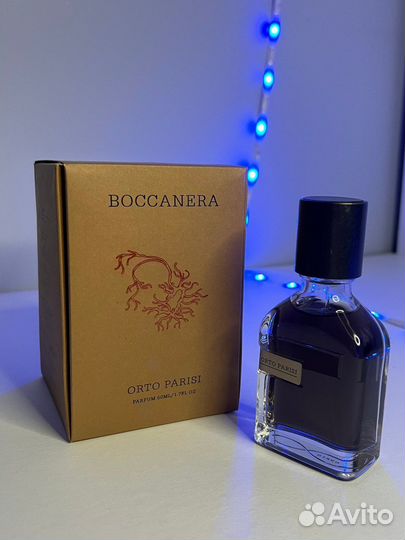 BOCCANERA
ORTO PARISI
PARFUM 50ML/1.7FL OZ
ORTO PARISI
Avito